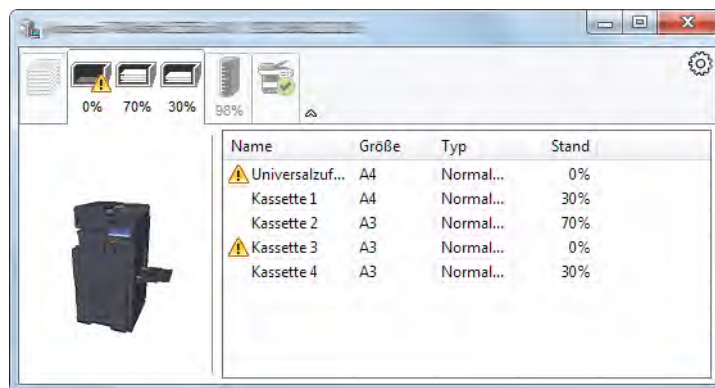 0% 70% 30% 98%
Name Größe Typ Stand
Universalzuf... A4 Normal... 0%
Kassette 1 A4 Normal... 30%
Kassette 2 A3 Normal... 70%
Kassette 3 A3 Normal... 0%
Kassette 4 A3 Normal... 30%